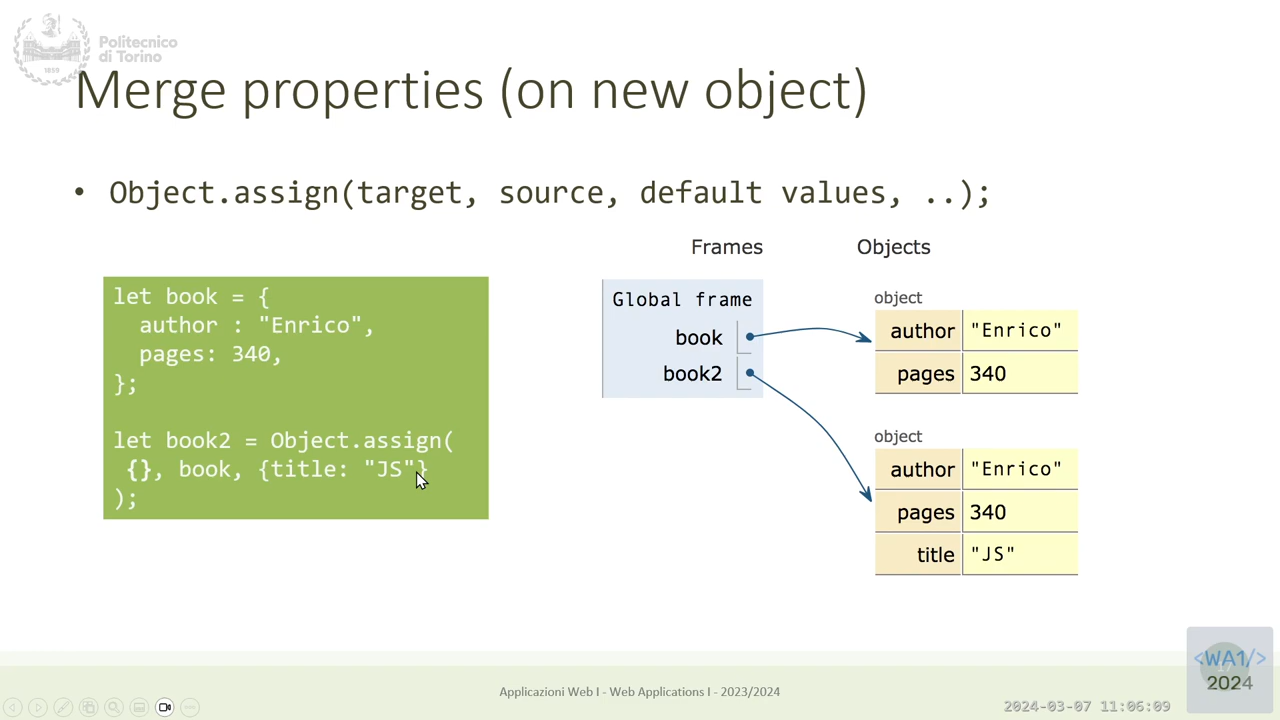 Politecnico
di Torino
1859
Merge properties (on new object)
• Object.assign(target, source, default values, ..);
let book = {
  author : "Enrico",
  pages: 340,
};
let book2 = Object.assign(
 {}, book, {title: "JS"}
);
Frames
Objects
Global frame
book
book2
object
author "Enrico"
pages 340
object
author "Enrico"
pages 340
title "JS"
Applicazioni Web I - Web Applications I - 2023/2024
<WA1/>
2024
2024-03-07 11:06:09